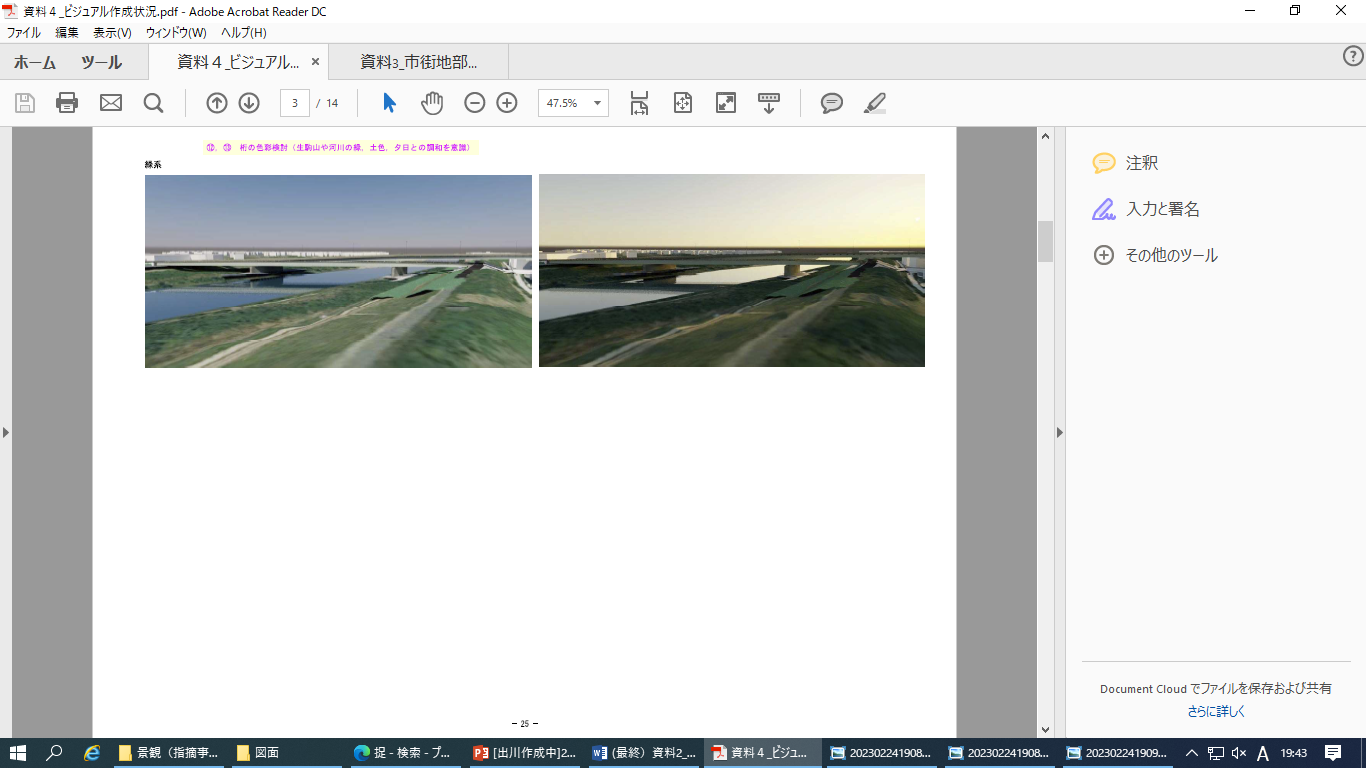 資料４_ビジュアル作成状況.pdf - Adobe Acrobat Reader DC
ファイル 編集 表示(V) ウィンドウ(W) ヘルプ(H)
ホーム ツール 資料４_ビジュアル... × 資料3_市街地部...
3 / 14 47.5%
⑫、⑬ 桁の色彩検討（生駒山や河川の緑、土色、夕日との調和を意識）
緑系
注釈
入力と署名
その他のツール
Document Cloud でファイルを保存および共有
さらに詳しく
− 25 −
景観（指摘事... 図面 捉 - 検索 - プ... [出川作成中]2... (最終）資料2_... 資料４_ビジュ... 202302241908... 202302241908... 202302241909... A 19:43